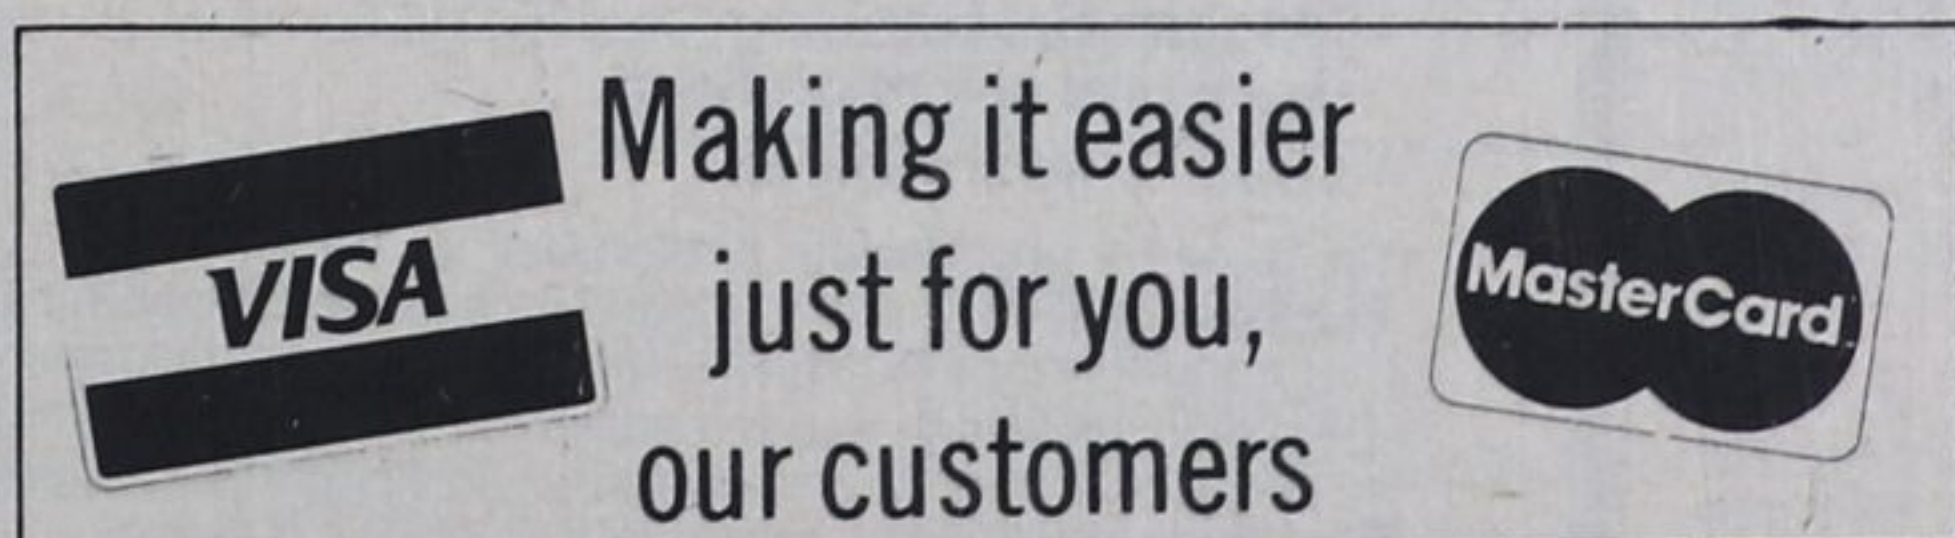 VISA
Making it easier
just for you,
our customers
MasterCard